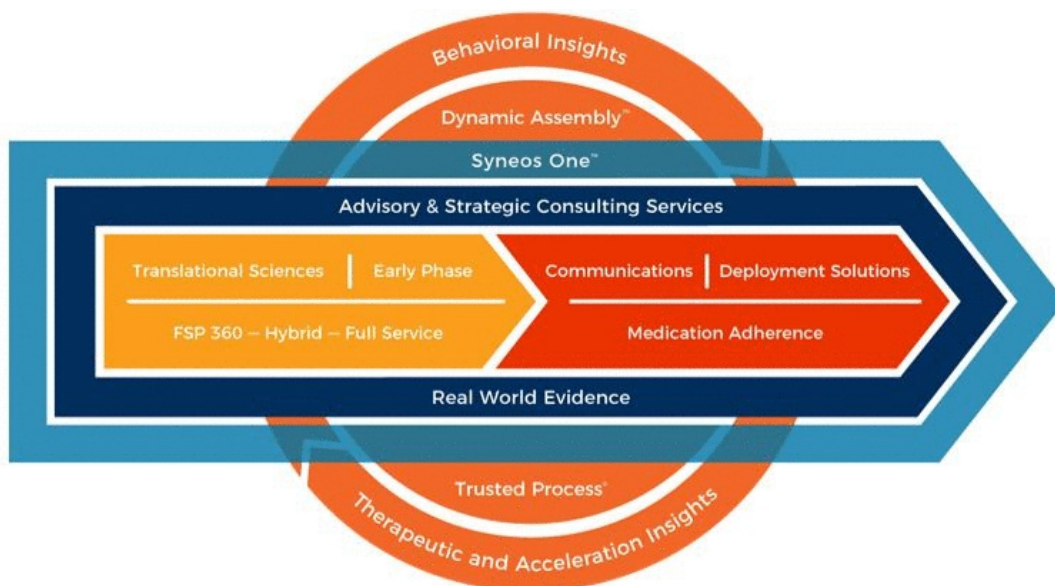 Behavioral Insights
Dynamic Assembly™
Syneos One™
Advisory & Strategic Consulting Services
Translational Sciences | Early Phase
Communications | Deployment Solutions
FSP 360 — Hybrid — Full Service
Medication Adherence
Real World Evidence
Trusted Process®
Therapeutic and Acceleration Insights